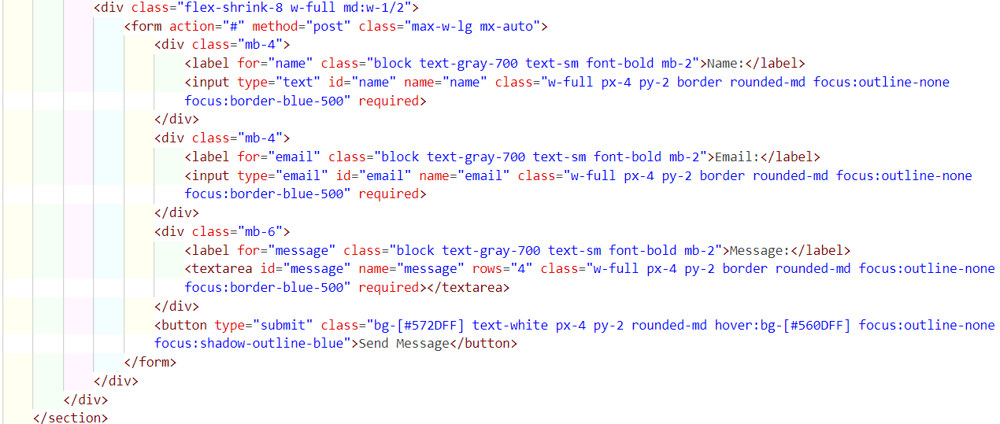 <div class="flex-shrink-8 w-full md:w-1/2">
<form action="#" method="post" class="max-w-lg mx-auto">
<div class="mb-4">
<label for="name" class="block text-gray-700 text-sm font-bold mb-2">Name:</label>
<input type="text" id="name" name="name" class="w-full px-4 py-2 border rounded-md focus:outline-none
focus:border-blue-500" required>
</div>
<div class="mb-4">
<label for="email" class="block text-gray-700 text-sm font-bold mb-2">Email:</label>
<input type="email" id="email" name="email" class="w-full px-4 py-2 border rounded-md focus:outline-none
focus:border-blue-500" required>
</div>
<div class="mb-6">
<label for="message" class="block text-gray-700 text-sm font-bold mb-2">Message:</label>
<textarea id="message" name="message" rows="4" class="w-full px-4 py-2 border rounded-md focus:outline-none
focus:border-blue-500" required></textarea>
</div>
<button type="submit" class="bg-[#572DFF] text-white px-4 py-2 rounded-md hover:bg-[#560DFF] focus:outline-none
focus:shadow-outline-blue">Send Message</button>
</form>
</div>
</div>
</section>